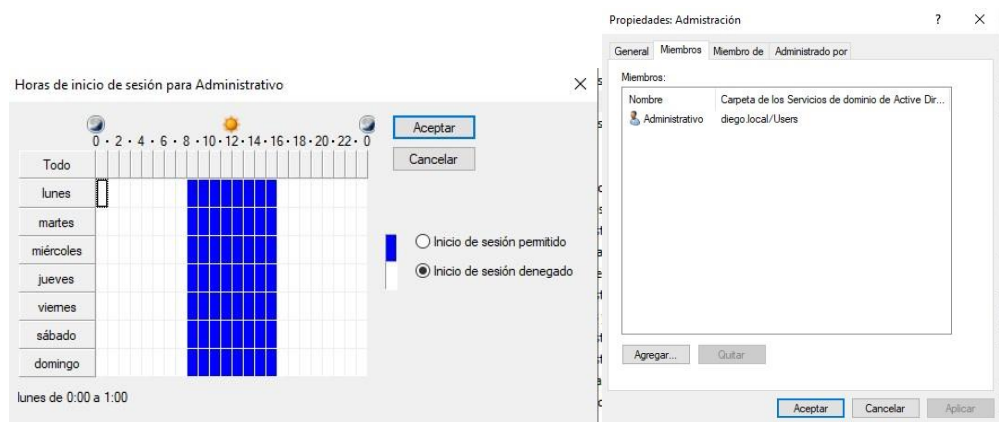 Horas de inicio de sesión para Administrativo
0 · 2 · 4 · 6 · 8 · 10 · 12 · 14 · 16 · 18 · 20 · 22 · 0
Todo
lunes
martes
miércoles
jueves
viernes
sábado
domingo
lunes de 0:00 a 1:00
Aceptar
Cancelar
Inicio de sesión permitido
Inicio de sesión denegado
Propiedades: Admistración ?
General Miembros Miembro de Administrado por
Miembros:
Nombre Carpeta de los Servicios de dominio de Active Dir...
Administrativo diego.local/Users
Agregar... Quitar
Aceptar Cancelar Aplicar